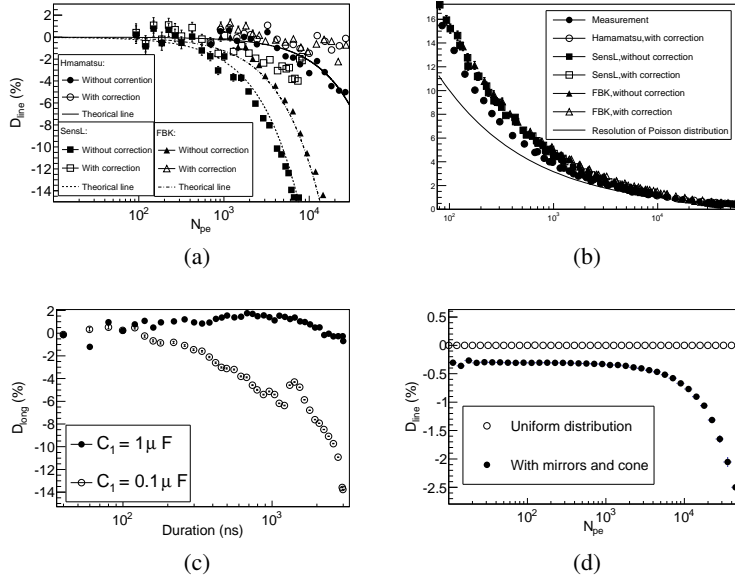 D_line (%)
0
-2
-4
-6
-8
-10
-12
-14
Hmamatsu:
Without correntction
With correction
Theorical line
SensL:
Without correction
With correction
Theorical line
FBK:
Without correction
With correction
Theorical line
10^2
10^3
10^4
N_pe
(a)
16
14
12
10
8
6
4
2
0
Measurement
Hamamatsu,with correction
SensL,without correction
SensL,with correction
FBK,without correction
FBK,with correction
Resolution of Poisson distribution
10^2
10^3
10^4
(b)
D_long (%)
4
2
0
-2
-4
-6
-8
-10
-12
-14
C_1 = 1μ F
C_1 = 0.1μ F
10^2
10^3
Duration (ns)
(c)
D_line (%)
0.5
0
-0.5
-1
-1.5
-2
-2.5
Uniform distribution
With mirrors and cone
10^2
10^3
10^4
N_pe
(d)